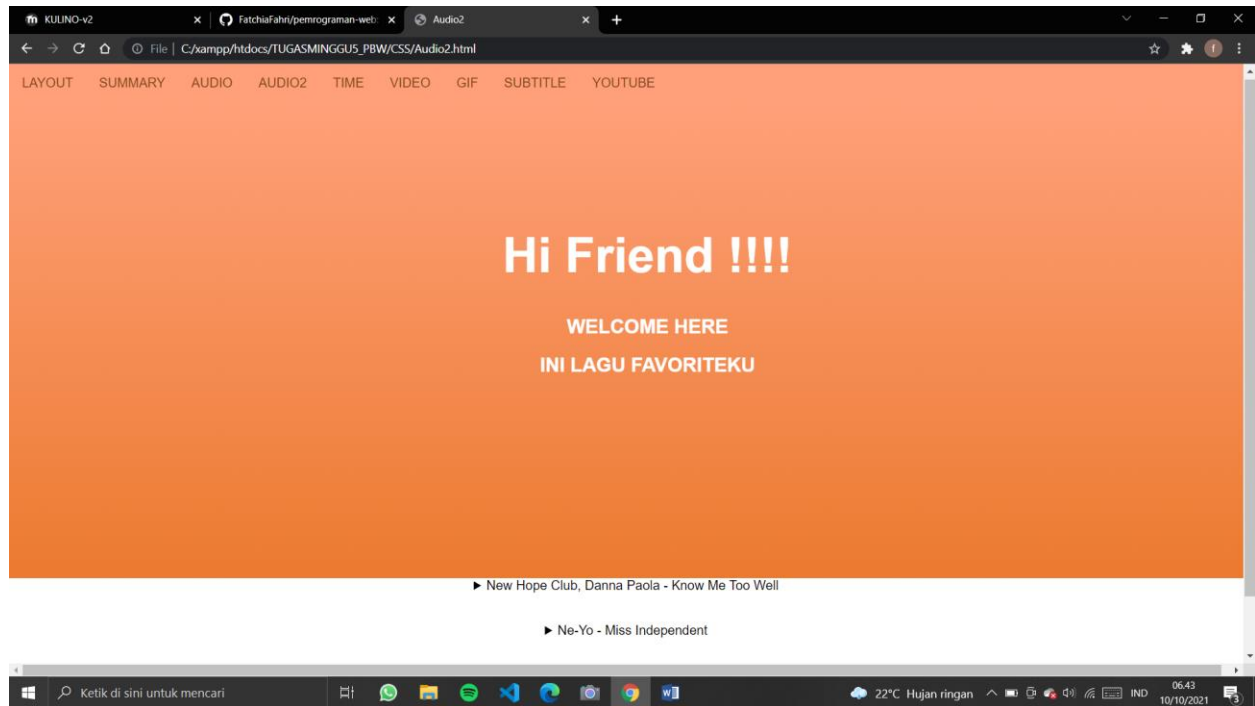 KULINO-v2
FatchiaFahri/pemrograman-web
Audio2
File | C:/xampp/htdocs/TUGASMINGGU5_PBW/CSS/Audio2.html
LAYOUT SUMMARY AUDIO AUDIO2 TIME VIDEO GIF SUBTITLE YOUTUBE
Hi Friend !!!!
WELCOME HERE
INI LAGU FAVORITEKU
▶ New Hope Club, Danna Paola - Know Me Too Well
▶ Ne-Yo - Miss Independent
Ketik di sini untuk mencari
22°C Hujan ringan
IND
06.43
10/10/2021
3